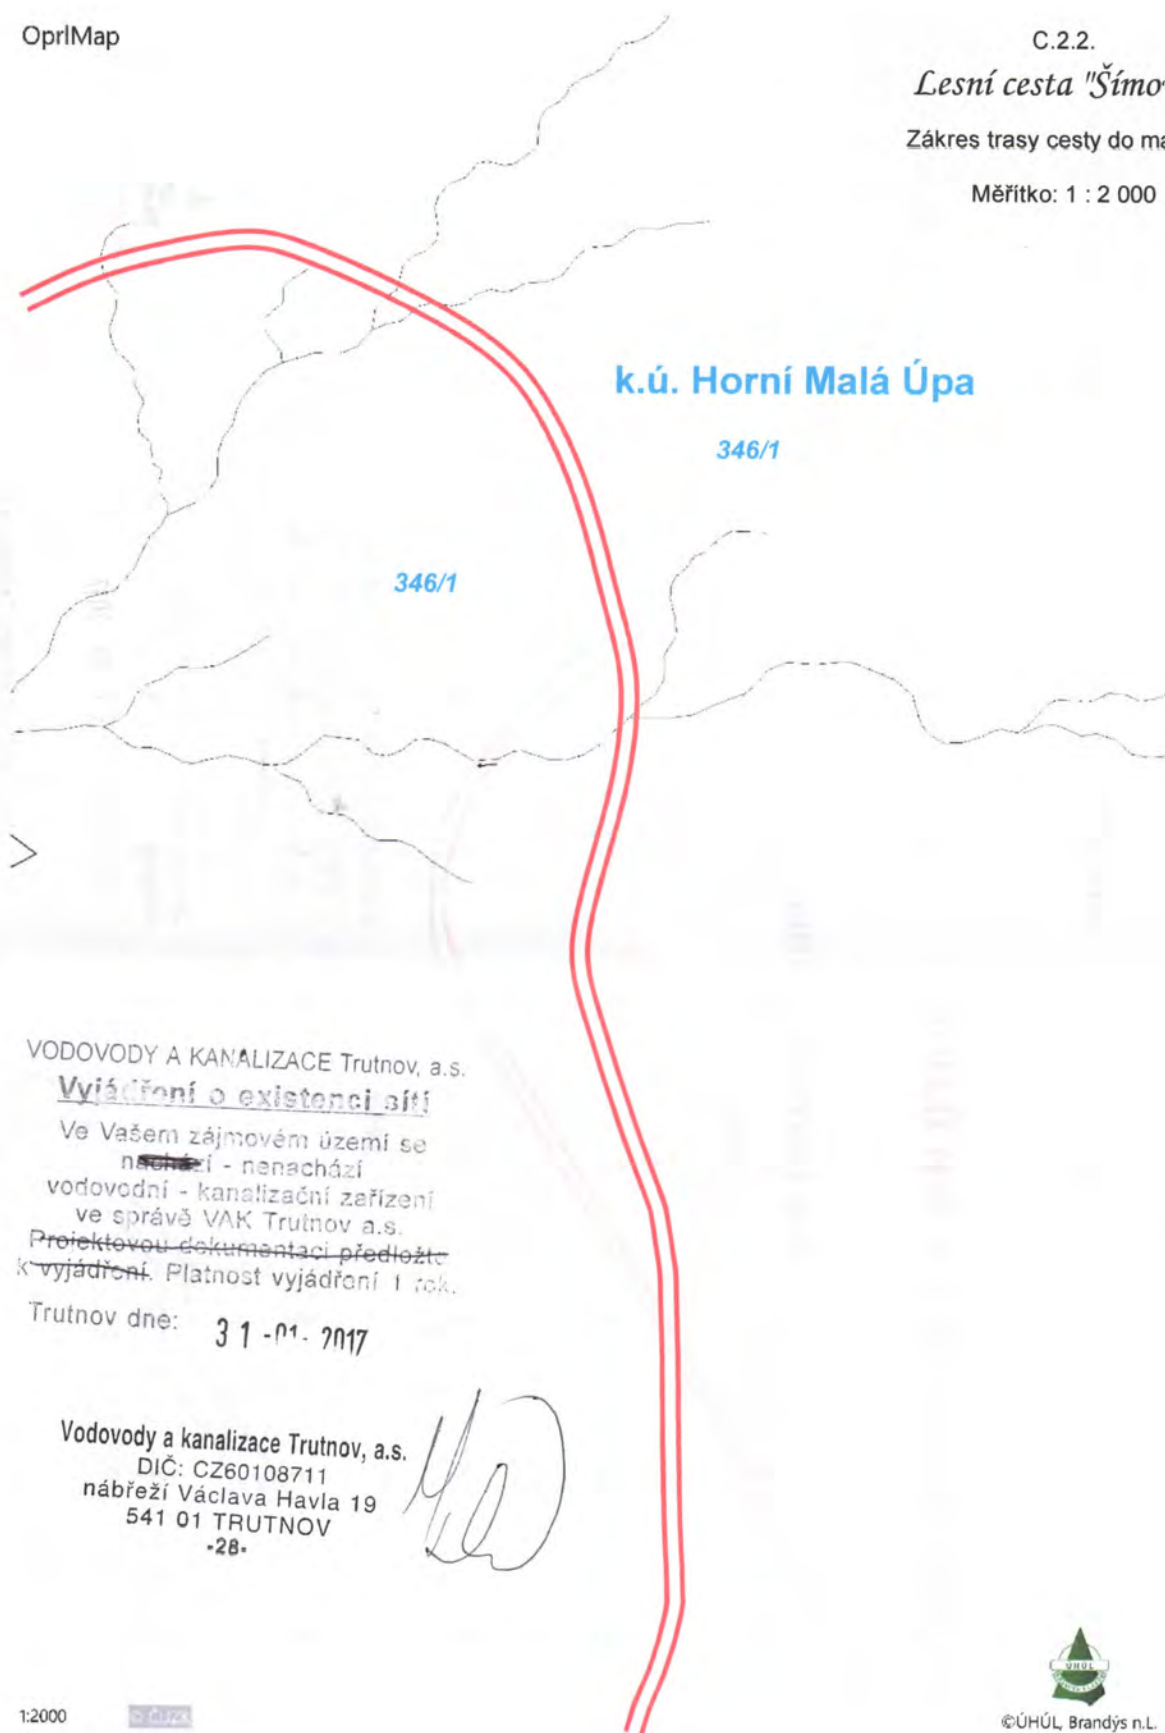 OprlMap
C.2.2.
Lesní cesta "Šímo
Zákres trasy cesty do ma
Měřítko: 1 : 2 000
k.ú. Horní Malá Úpa
346/1
346/1
VODOVODY A KANALIZACE Trutnov, a.s.
Vyjádření o existenci sítí
Ve Vašem zájmovém území se
nachází - nenachází
vodovodní - kanalizační zařízení
ve správě VAK Trutnov a.s.
Projektovou dokumentaci předložte
k vyjádření. Platnost vyjádření 1 rok.
Trutnov dne: 31 -01- 2017
Vodovody a kanalizace Trutnov, a.s.
DIČ: CZ60108711
nábřeží Václava Havla 19
541 01 TRUTNOV
-28-
1:2000
© ČÚZK
ÚHÚL
©ÚHÚL, Brandýs n.L.